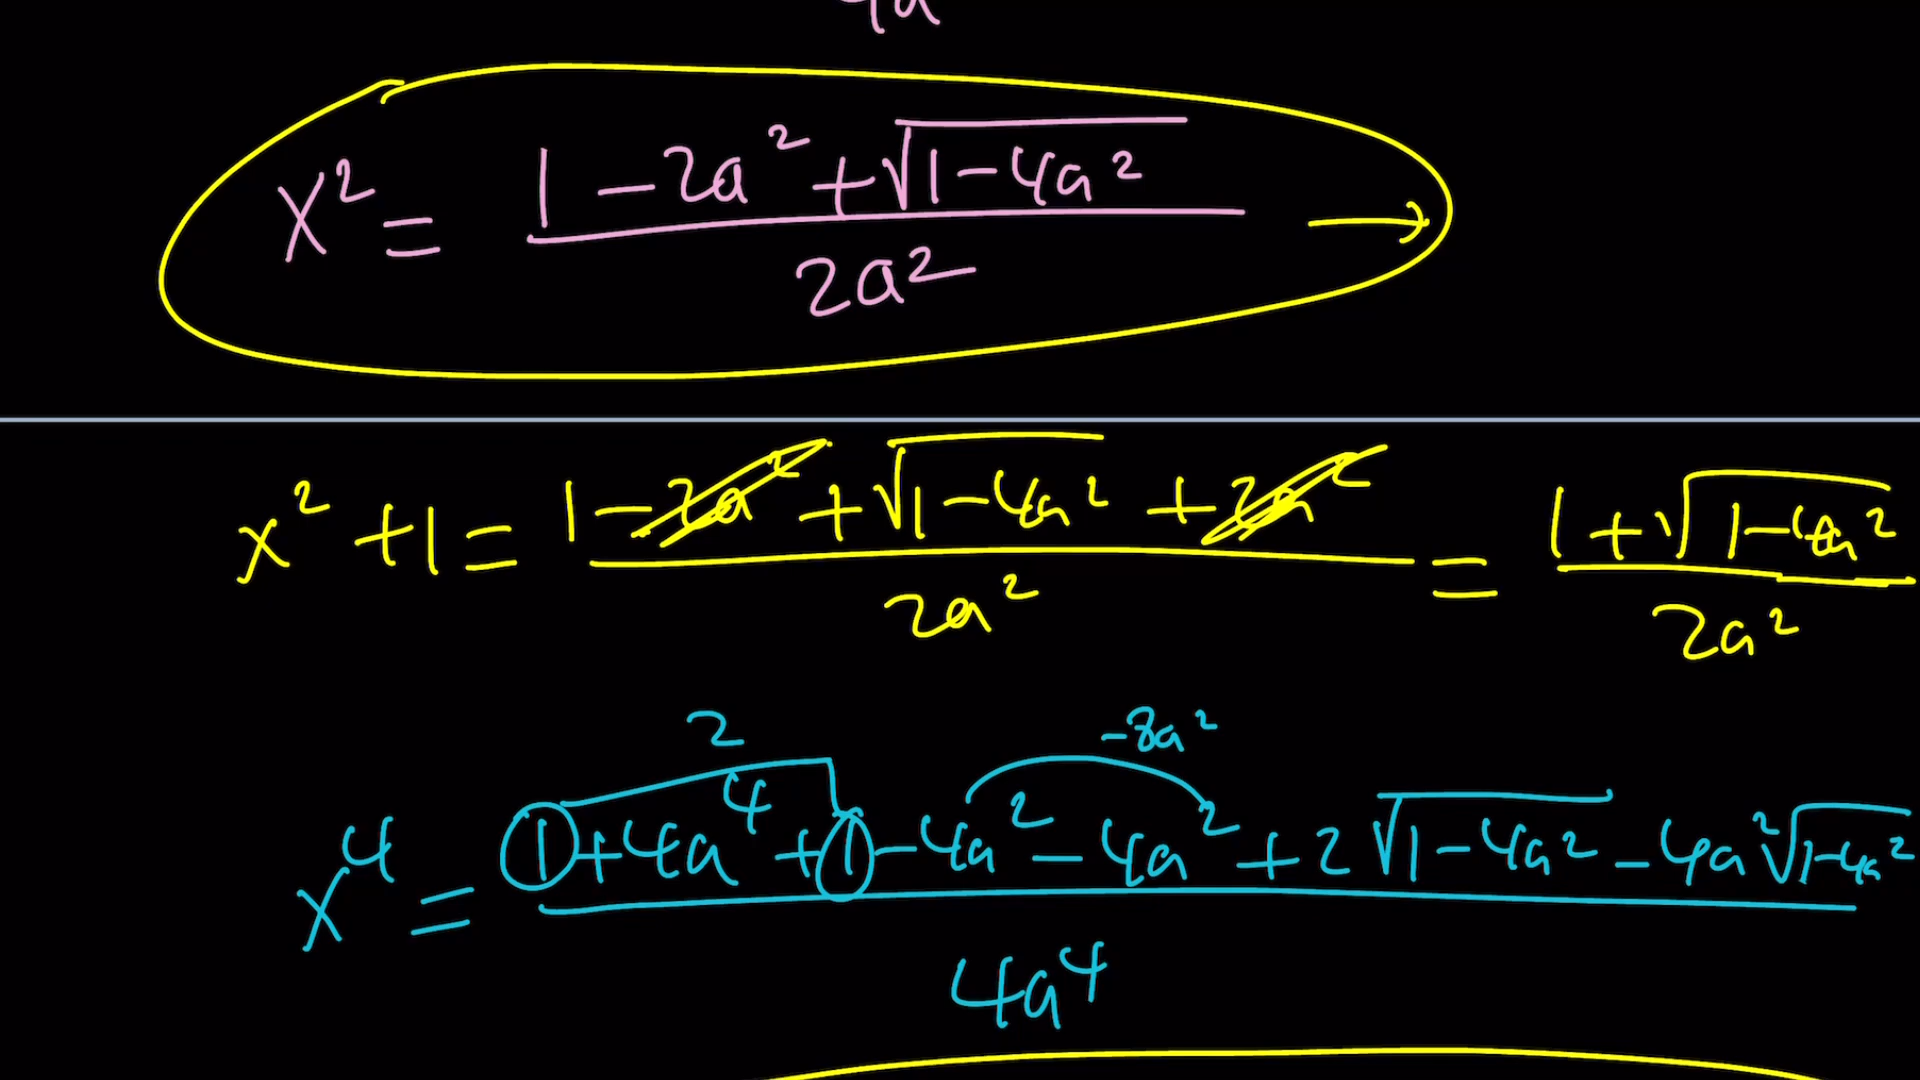 4a
x² = (1 - 2a² + √(1 - 4a²)) / 2a² →
x² + 1 = (1 - 2a² + √(1 - 4a²) + 2a²) / 2a² = (1 + √(1 - 4a²)) / 2a²
2 -8a²
x⁴ = (1 + 4a⁴ + 1 - 4a² - 4a² + 2√(1 - 4a²) - 4a²√(1 - 4a²)) / 4a⁴